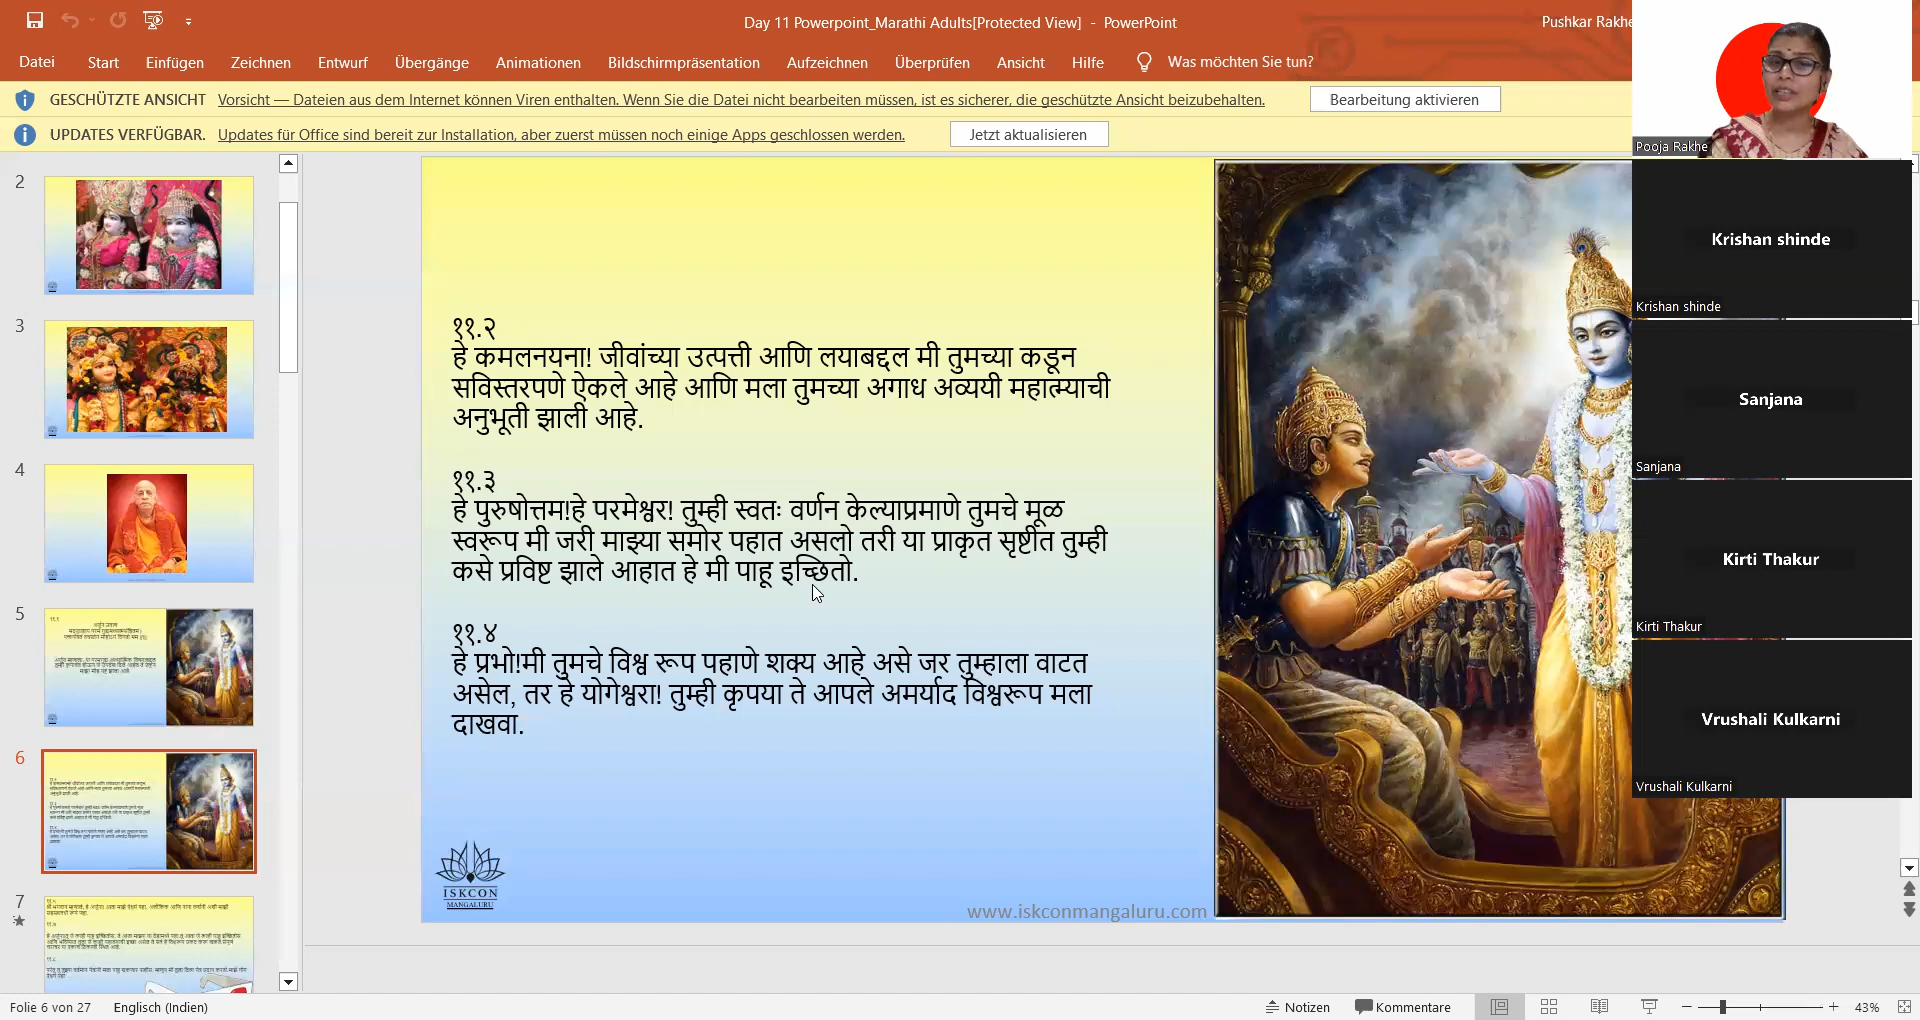 Day 11 Powerpoint_Marathi Adults[Protected View] - PowerPoint
Pushkar Rakhe
Datei Start Einfügen Zeichnen Entwurf Übergänge Animationen Bildschirmpräsentation Aufzeichnen Überprüfen Ansicht Hilfe Was möchten Sie tun?
GESCHÜTZTE ANSICHT Vorsicht — Dateien aus dem Internet können Viren enthalten. Wenn Sie die Datei nicht bearbeiten müssen, ist es sicherer, die geschützte Ansicht beizubehalten. Bearbeitung aktivieren
UPDATES VERFÜGBAR. Updates für Office sind bereit zur Installation, aber zuerst müssen noch einige Apps geschlossen werden. Jetzt aktualisieren
2
3
4
5
6
7
११.२
हे कमलनयना! जीवांच्या उत्पत्ती आणि लयाबद्दल मी तुमच्या कडून
सविस्तरपणे ऐकले आहे आणि मला तुमच्या अगाध अव्ययी महात्म्याची
अनुभूती झाली आहे.
११.३
हे पुरुषोत्तम!हे परमेश्वर! तुम्ही स्वतः वर्णन केल्याप्रमाणे तुमचे मूळ
स्वरूप मी जरी माझ्या समोर पहात असलो तरी या प्राकृत सृष्टीत तुम्ही
कसे प्रविष्ट झाले आहात हे मी पाहू इच्छितो.
११.४
हे प्रभो!मी तुमचे विश्व रूप पहाणे शक्य आहे असे जर तुम्हाला वाटत
असेल, तर हे योगेश्वरा! तुम्ही कृपया ते आपले अमर्याद विश्वरूप मला
दाखवा.
ISKCON
MANGALURU
www.iskconmangaluru.com
Pooja Rakhe
Krishan shinde
Krishan shinde
Sanjana
Sanjana
Kirti Thakur
Kirti Thakur
Vrushali Kulkarni
Vrushali Kulkarni
Folie 6 von 27 Englisch (Indien) Notizen Kommentare 43%